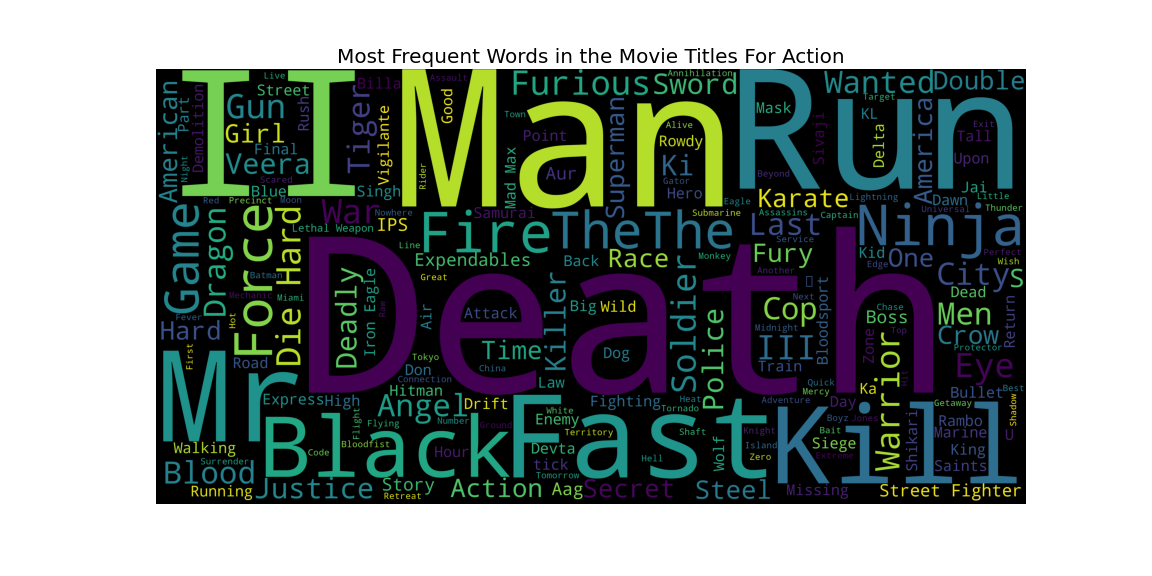 Most Frequent Words in the Movie Titles For Action
II
Man
Run
Death
Mr
Black
Fast
Kill
Ninja
Fire
TheThe
Force
Game
American
Part
Night
Demolition
Live
Street
Gun
Girl
Final
Veera
Blue
Rush
Tiger
Billa
Vigilante
Singh
Assault
Good
Rider
Furious
Sword
Annihilation
Town
Point
Mad Max
Aur
Superman
Alive
Rowdy
Ki
Gator
Hero
Eagle
Submarine
Wanted
Double
Mask
Target
KL
Sivaji
Delta
America
Exit
Tall
Upon
Beyond
Lightning
Jai
Little
Dawn
Thunder
Universal
Karate
Assassins
Captain
Last
Service
Kid
Edge
One
Perfect
Wish
City
S
Red
Precinct
Moon
Scared
War
Nowhere
IPS
Lethal Weapon
Samurai
Line
Expendables
Great
Back
Race
Monkey
Fury
Another
Dragon
Batman
Mechanic
Miami
Fever
Hard
Hot
Die Hard
Deadly
Iron Eagle
Raw
Air
Attack
Killer
Big
Wild
Soldier
Police
Cop
Next
Midnight
Bloodsport
III
Train
Chase
Boss
Top
Zone
Hit
Dead
Men
Crow
Protector
Return
Eye
First
Road
Tokyo
Don
Connection
China
Time
Dog
Law
Hitman
Express
High
Angel
Drift
Number
Fighting
Heat
Tornado
Adventure
Quick
Mercy
Day
Ka
Warrior
Bullet
Best
Getaway
Shadow
Walking
Blood
Surrender
Running
Justice
Code
Flight
Bloodfist
Flying
Hour
Ground
Story
Retreat
Action
White
Enemy
Territory
Devta
tick
Tomorrow
Aag
Secret
Hell
Shaft
Wolf
Steel
Knight
Island
Zero
Boyz
Jones
Bait
Siege
Extreme
Missing
Shikari
Rambo
Marine
King
Saints
U
Street Fighter